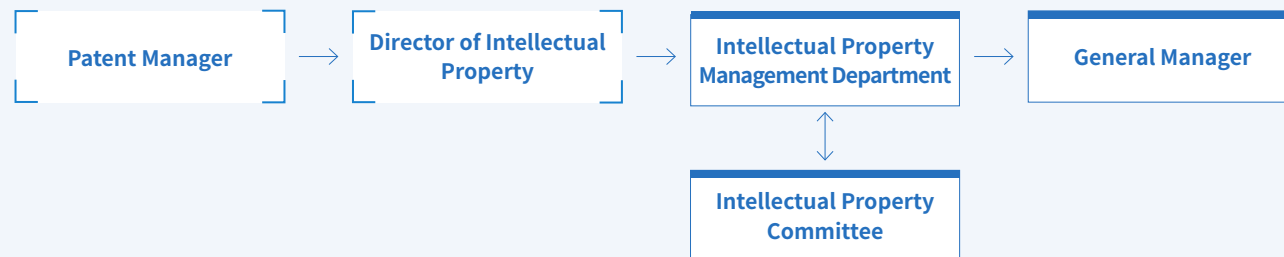 Patent Manager
Director of Intellectual
Property
Intellectual Property
Management Department
General Manager
Intellectual Property
Committee